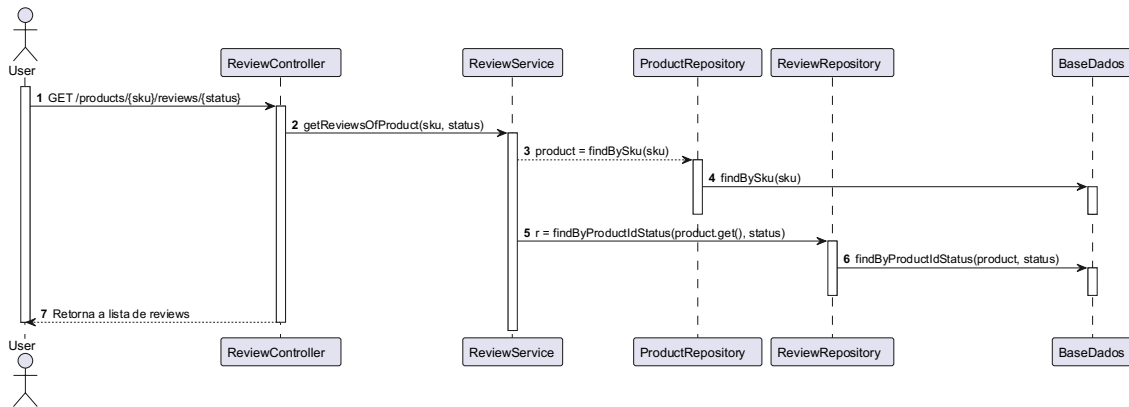 User
ReviewController
ReviewService
ProductRepository
ReviewRepository
BaseDados
1 GET /products/{sku}/reviews/{status}
2 getReviewsOfProduct(sku, status)
3 product = findBySku(sku)
4 findBySku(sku)
5 r = findByProductIdStatus(product.get(), status)
6 findByProductIdStatus(product, status)
7 Retorna a lista de reviews
User
ReviewController
ReviewService
ProductRepository
ReviewRepository
BaseDados